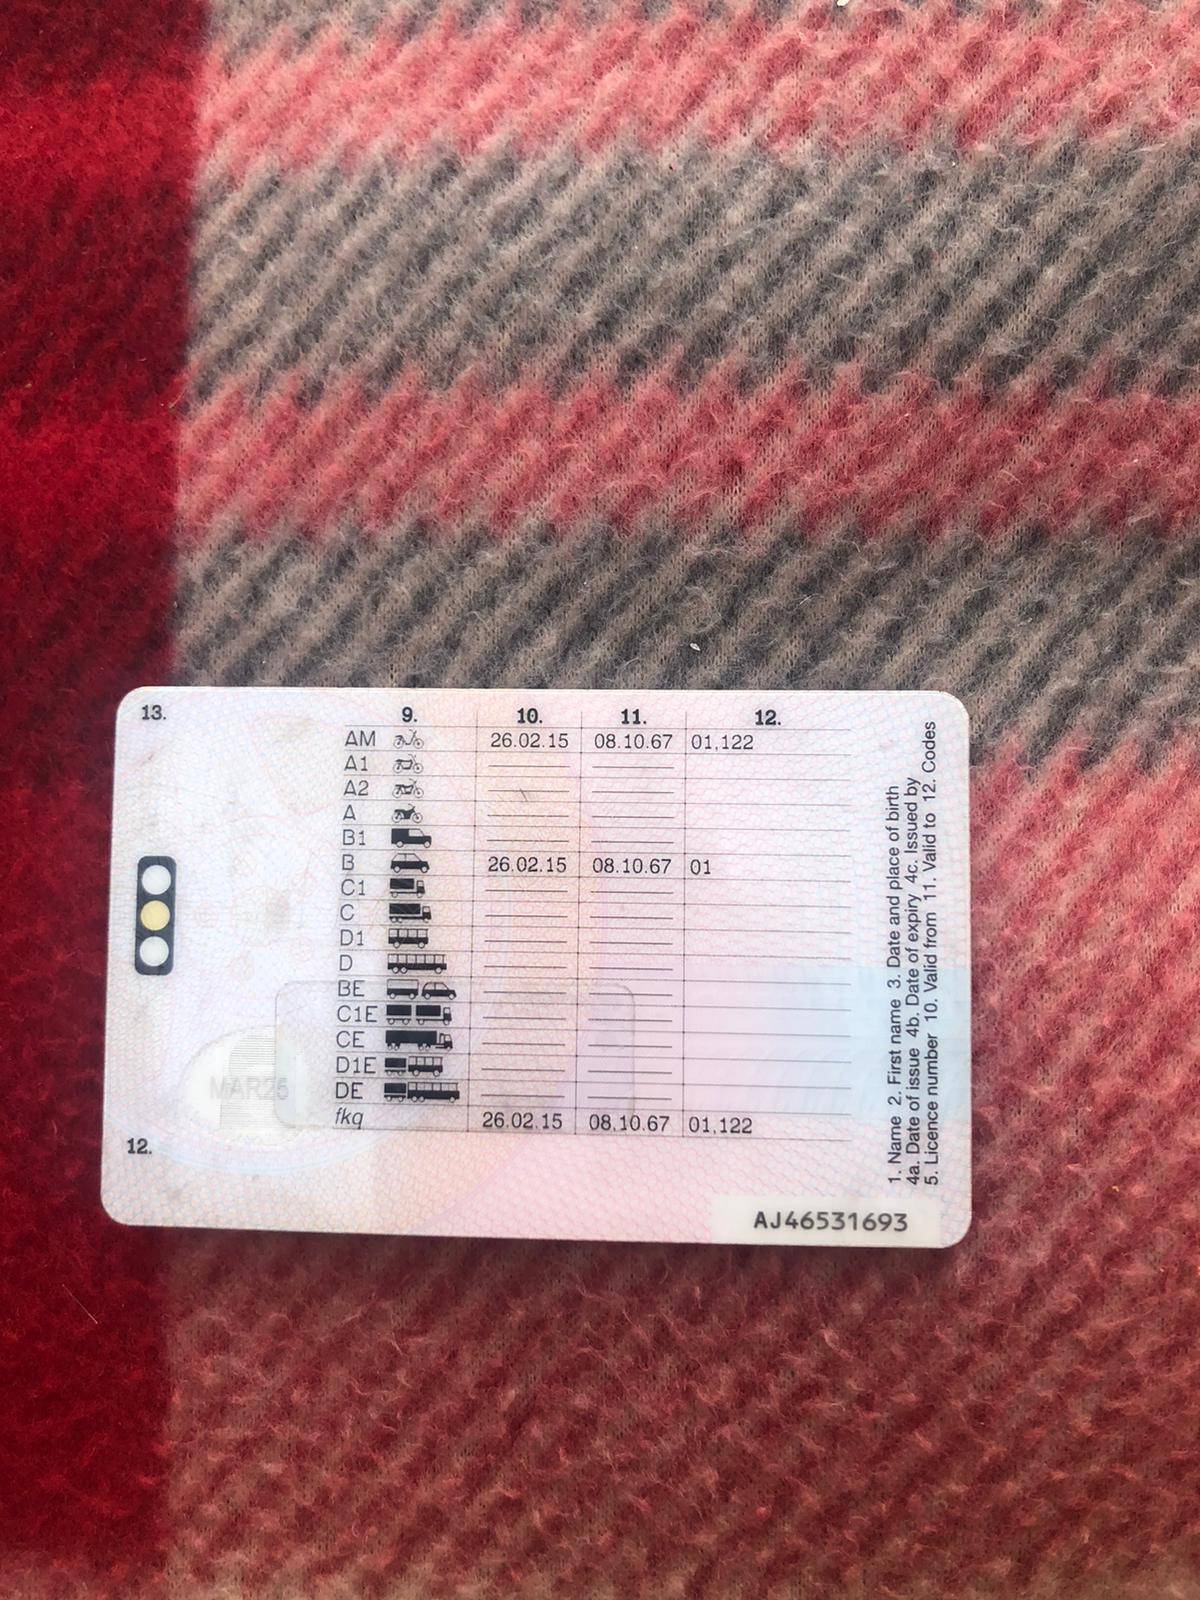 13.
9. 10. 11. 12.
AM 26.02.15 08.10.67 01,122
A1
A2
A
B1
B 26.02.15 08.10.67 01
C1
C
D1
D
BE
C1E
CE
D1E
DE
fkq 26.02.15 08.10.67 01,122
MAR25
12.
1. Name 2. First name 3. Date and place of birth
4a. Date of issue 4b. Date of expiry 4c. Issued by
5. Licence number 10. Valid from 11. Valid to 12. Codes
AJ46531693